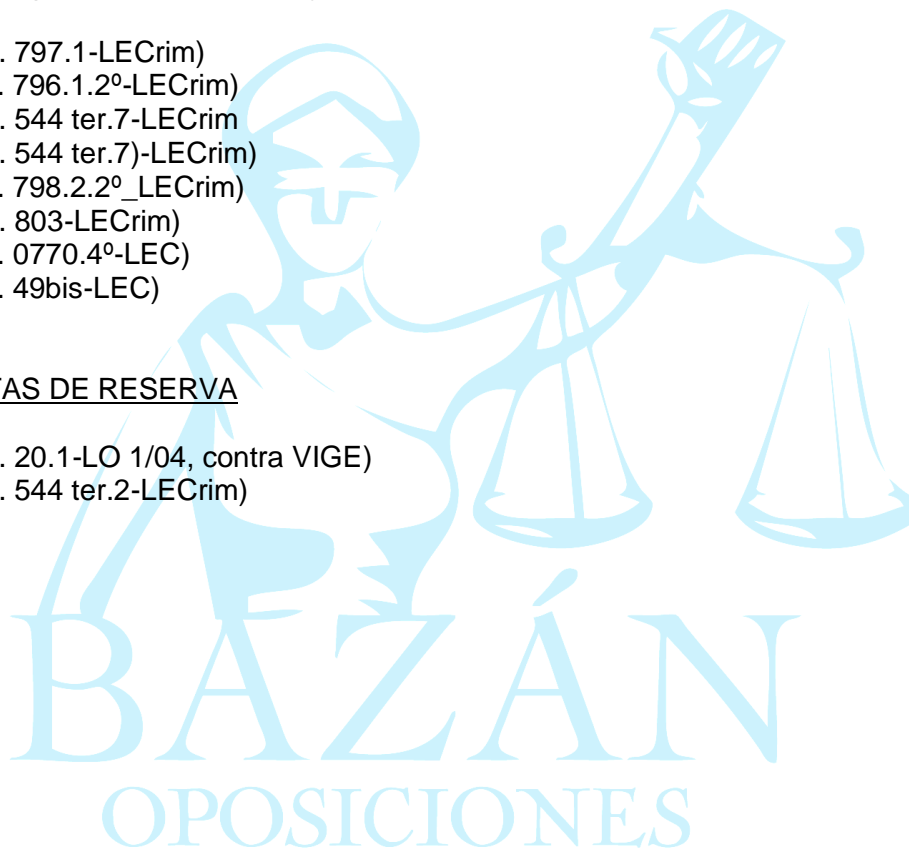 . 797.1-LECrim)
. 796.1.2º-LECrim)
. 544 ter.7-LECrim
. 544 ter.7)-LECrim)
. 798.2.2º_LECrim)
. 803-LECrim)
. 0770.4º-LEC)
. 49bis-LEC)
TAS DE RESERVA
. 20.1-LO 1/04, contra VIGE)
. 544 ter.2-LECrim)
BAZÁN
OPOSICIONES